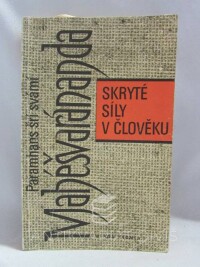 Paramhans srí svámí
Mahéšvaránanda
SKRYTÉ
SÍLY
V ČLOVĚKU